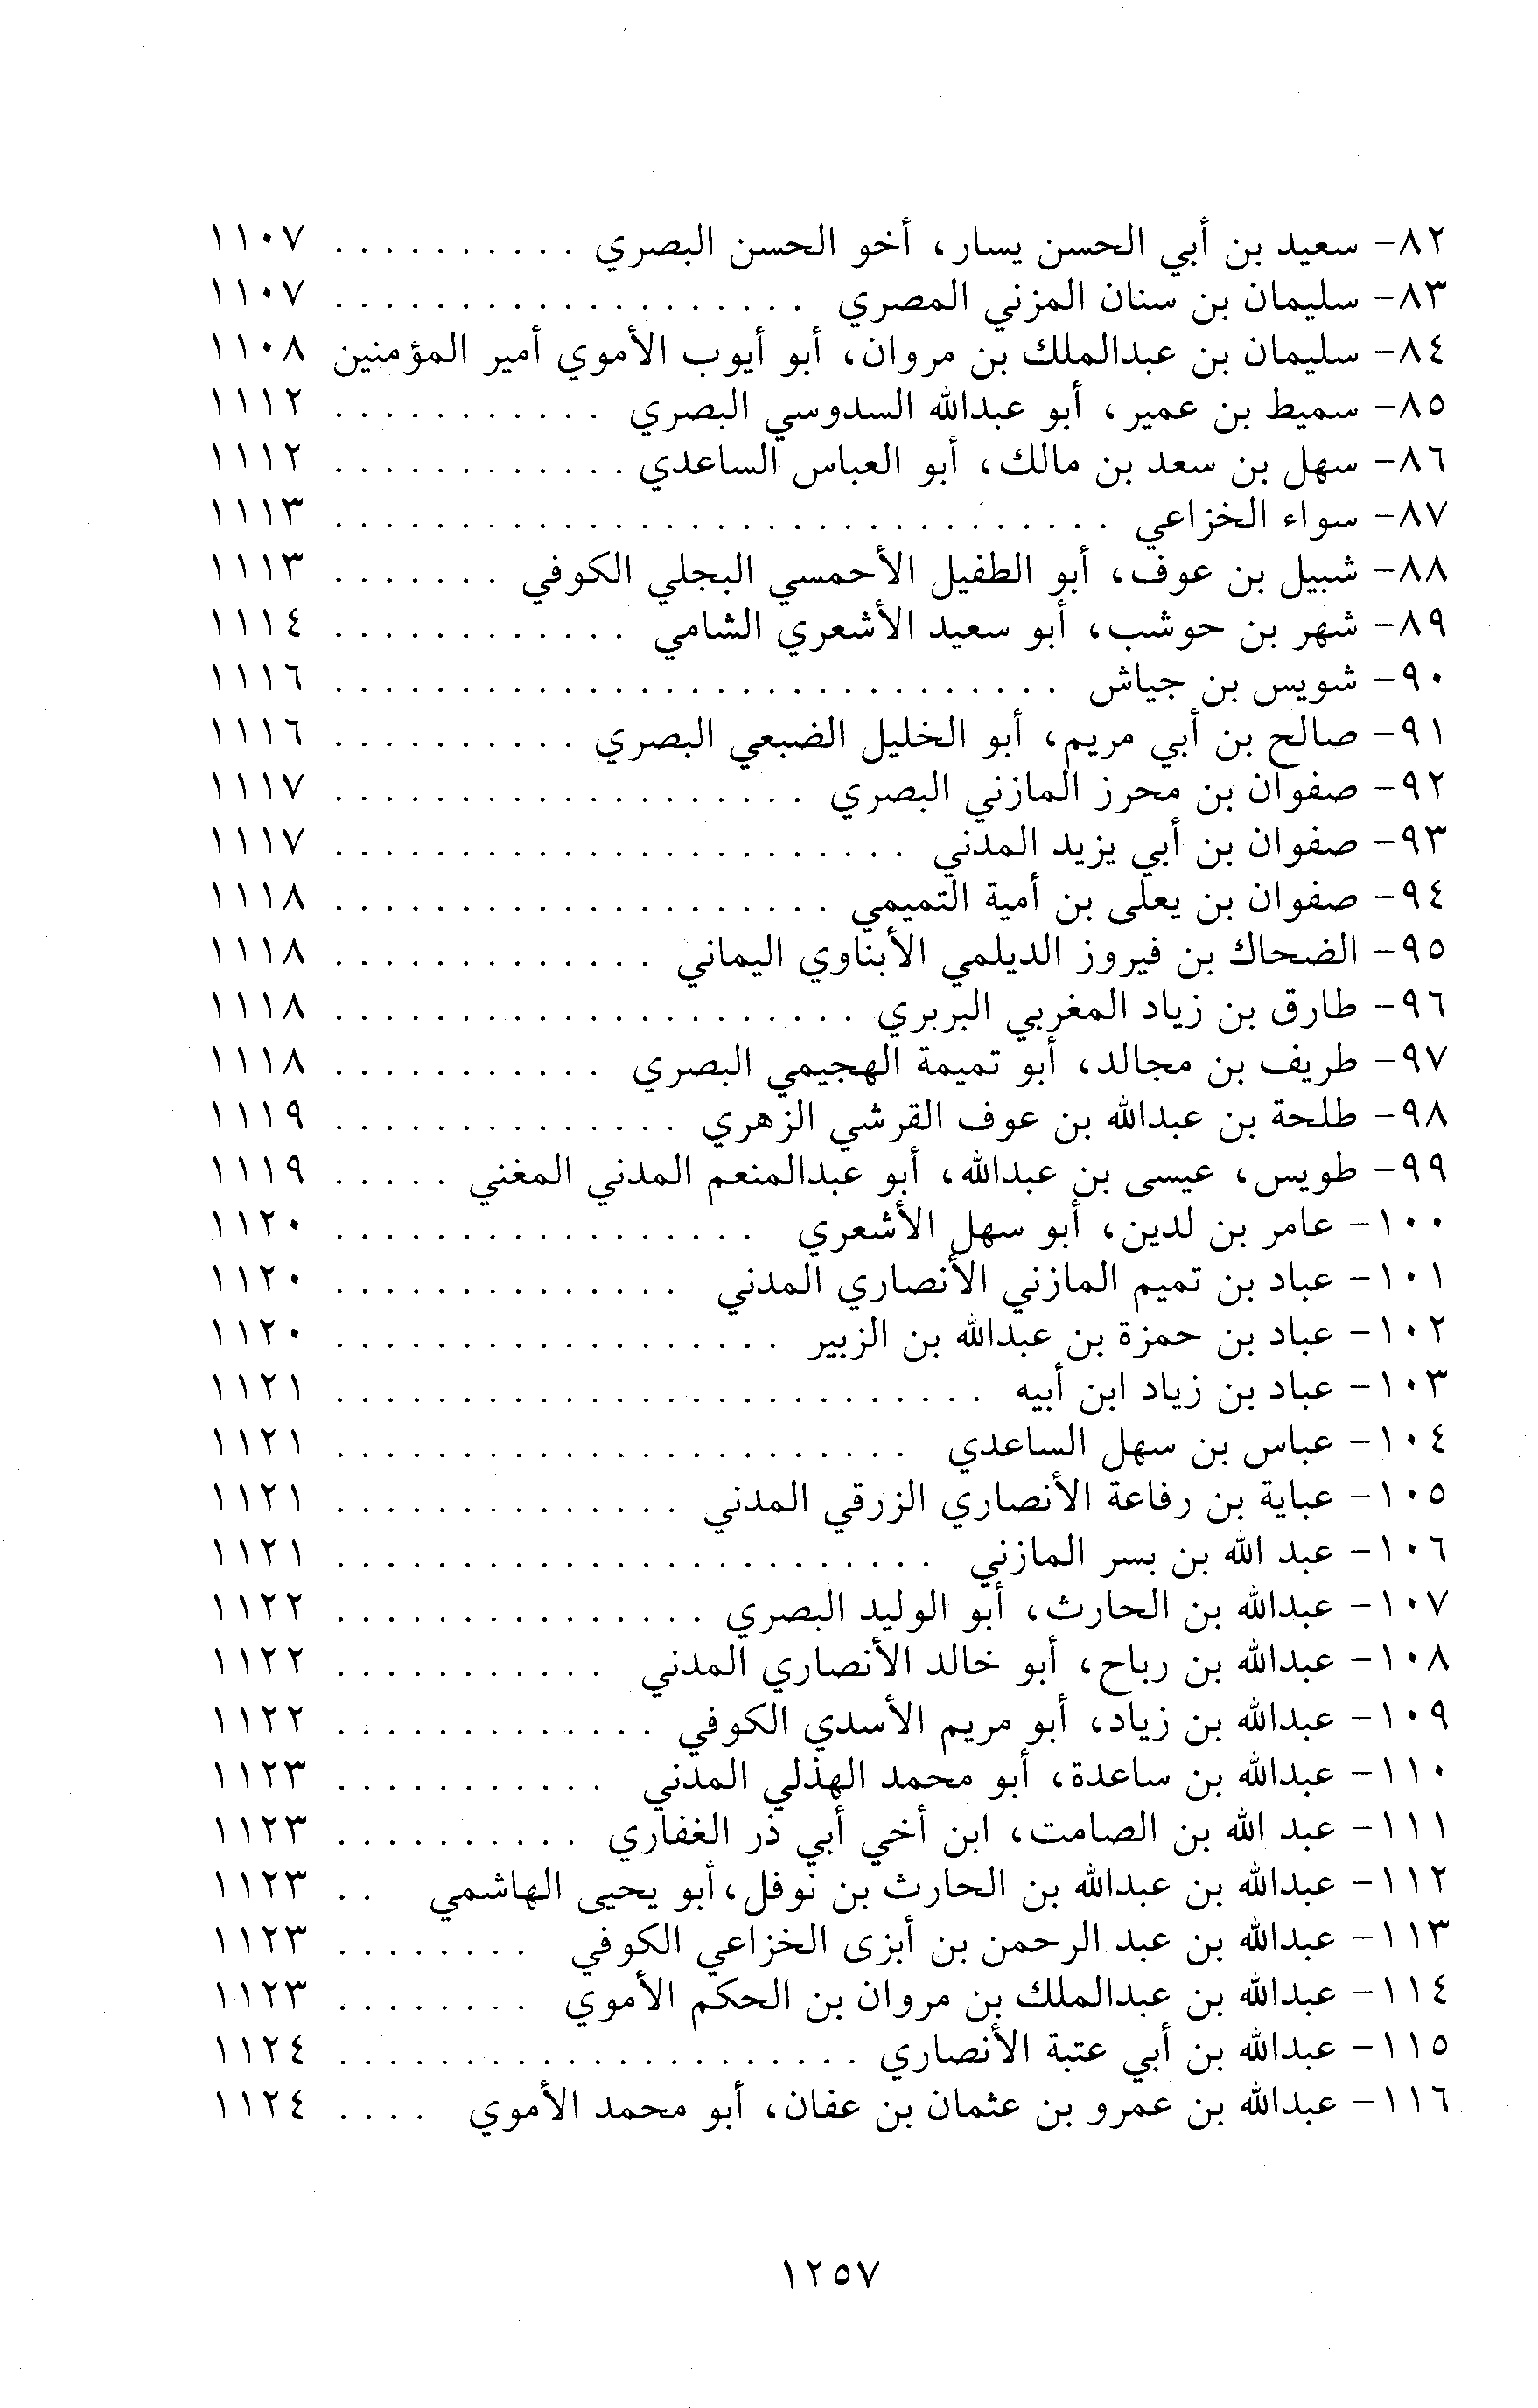 ٨٢- سعيد بن أبي الحسن يسار، أخو الحسن البصري . . . . . . . . . . ١١٠٧
٨٣- سليمان بن سنان المزني المصري . . . . . . . . . . . . . . . . . . . ١١٠٧
٨٤- سليمان بن عبدالملك بن مروان، أبو أيوب الأموي أمير المؤمنين ١١٠٨
٨٥- سميط بن عمير، أبو عبدالله السدوسي البصري . . . . . . . . . . . ١١١٢
٨٦- سهل بن سعد بن مالك، أبو العباس الساعدي . . . . . . . . . . . . ١١١٢
٨٧- سواء الخزاعي . . . . . . . . . . . . . . . . . . . . . . . . . . . . . . . ١١١٣
٨٨- شبيل بن عوف، أبو الطفيل الأحمسي البجلي الكوفي . . . . . . . ١١١٣
٨٩- شهر بن حوشب، أبو سعيد الأشعري الشامي . . . . . . . . . . . . ١١١٤
٩٠- شويس بن جياش . . . . . . . . . . . . . . . . . . . . . . . . . . . . . ١١١٦
٩١- صالح بن أبي مريم، أبو الخليل الضبعي البصري . . . . . . . . . . ١١١٦
٩٢- صفوان بن محرز المازني البصري . . . . . . . . . . . . . . . . . . . ١١١٧
٩٣- صفوان بن أبي يزيد المدني . . . . . . . . . . . . . . . . . . . . . . . ١١١٧
٩٤- صفوان بن يعلى بن أمية التميمي . . . . . . . . . . . . . . . . . . . . ١١١٨
٩٥- الضحاك بن فيروز الديلمي الأبناوي اليماني . . . . . . . . . . . . . ١١١٨
٩٦- طارق بن زياد المغربي البربري . . . . . . . . . . . . . . . . . . . . . ١١١٨
٩٧- طريف بن مجالد، أبو تميمة الهجيمي البصري . . . . . . . . . . . ١١١٨
٩٨- طلحة بن عبدالله بن عوف القرشي الزهري . . . . . . . . . . . . . . ١١١٩
٩٩- طويس، عيسى بن عبدالله، أبو عبدالمنعم المدني المغني . . . . . ١١١٩
١٠٠- عامر بن لدين، أبو سهل الأشعري . . . . . . . . . . . . . . . . . ١١٢٠
١٠١- عباد بن تميم المازني الأنصاري المدني . . . . . . . . . . . . . . ١١٢٠
١٠٢- عباد بن حمزة بن عبدالله بن الزبير . . . . . . . . . . . . . . . . . . ١١٢٠
١٠٣- عباد بن زياد ابن أبيه . . . . . . . . . . . . . . . . . . . . . . . . . . ١١٢١
١٠٤- عباس بن سهل الساعدي . . . . . . . . . . . . . . . . . . . . . . . ١١٢١
١٠٥- عباية بن رفاعة الأنصاري الزرقي المدني . . . . . . . . . . . . . . ١١٢١
١٠٦- عبد الله بن بسر المازني . . . . . . . . . . . . . . . . . . . . . . . . ١١٢١
١٠٧- عبدالله بن الحارث، أبو الوليد البصري . . . . . . . . . . . . . . . ١١٢٢
١٠٨- عبدالله بن رباح، أبو خالد الأنصاري المدني . . . . . . . . . . . ١١٢٢
١٠٩- عبدالله بن زياد، أبو مريم الأسدي الكوفي . . . . . . . . . . . . . ١١٢٢
١١٠- عبدالله بن ساعدة، أبو محمد الهذلي المدني . . . . . . . . . . . ١١٢٣
١١١- عبد الله بن الصامت، ابن أخي أبي ذر الغفاري . . . . . . . . . . ١١٢٣
١١٢- عبدالله بن عبدالله بن الحارث بن نوفل، أبو يحيى الهاشمي . . ١١٢٣
١١٣- عبدالله بن عبد الرحمن بن أبزى الخزاعي الكوفي . . . . . . . . ١١٢٣
١١٤- عبدالله بن عبدالملك بن مروان بن الحكم الأموي . . . . . . . . ١١٢٣
١١٥- عبدالله بن أبي عتبة الأنصاري . . . . . . . . . . . . . . . . . . . . . ١١٢٤
١١٦- عبدالله بن عمرو بن عثمان بن عفان، أبو محمد الأموي . . . . ١١٢٤
١٢٥٧